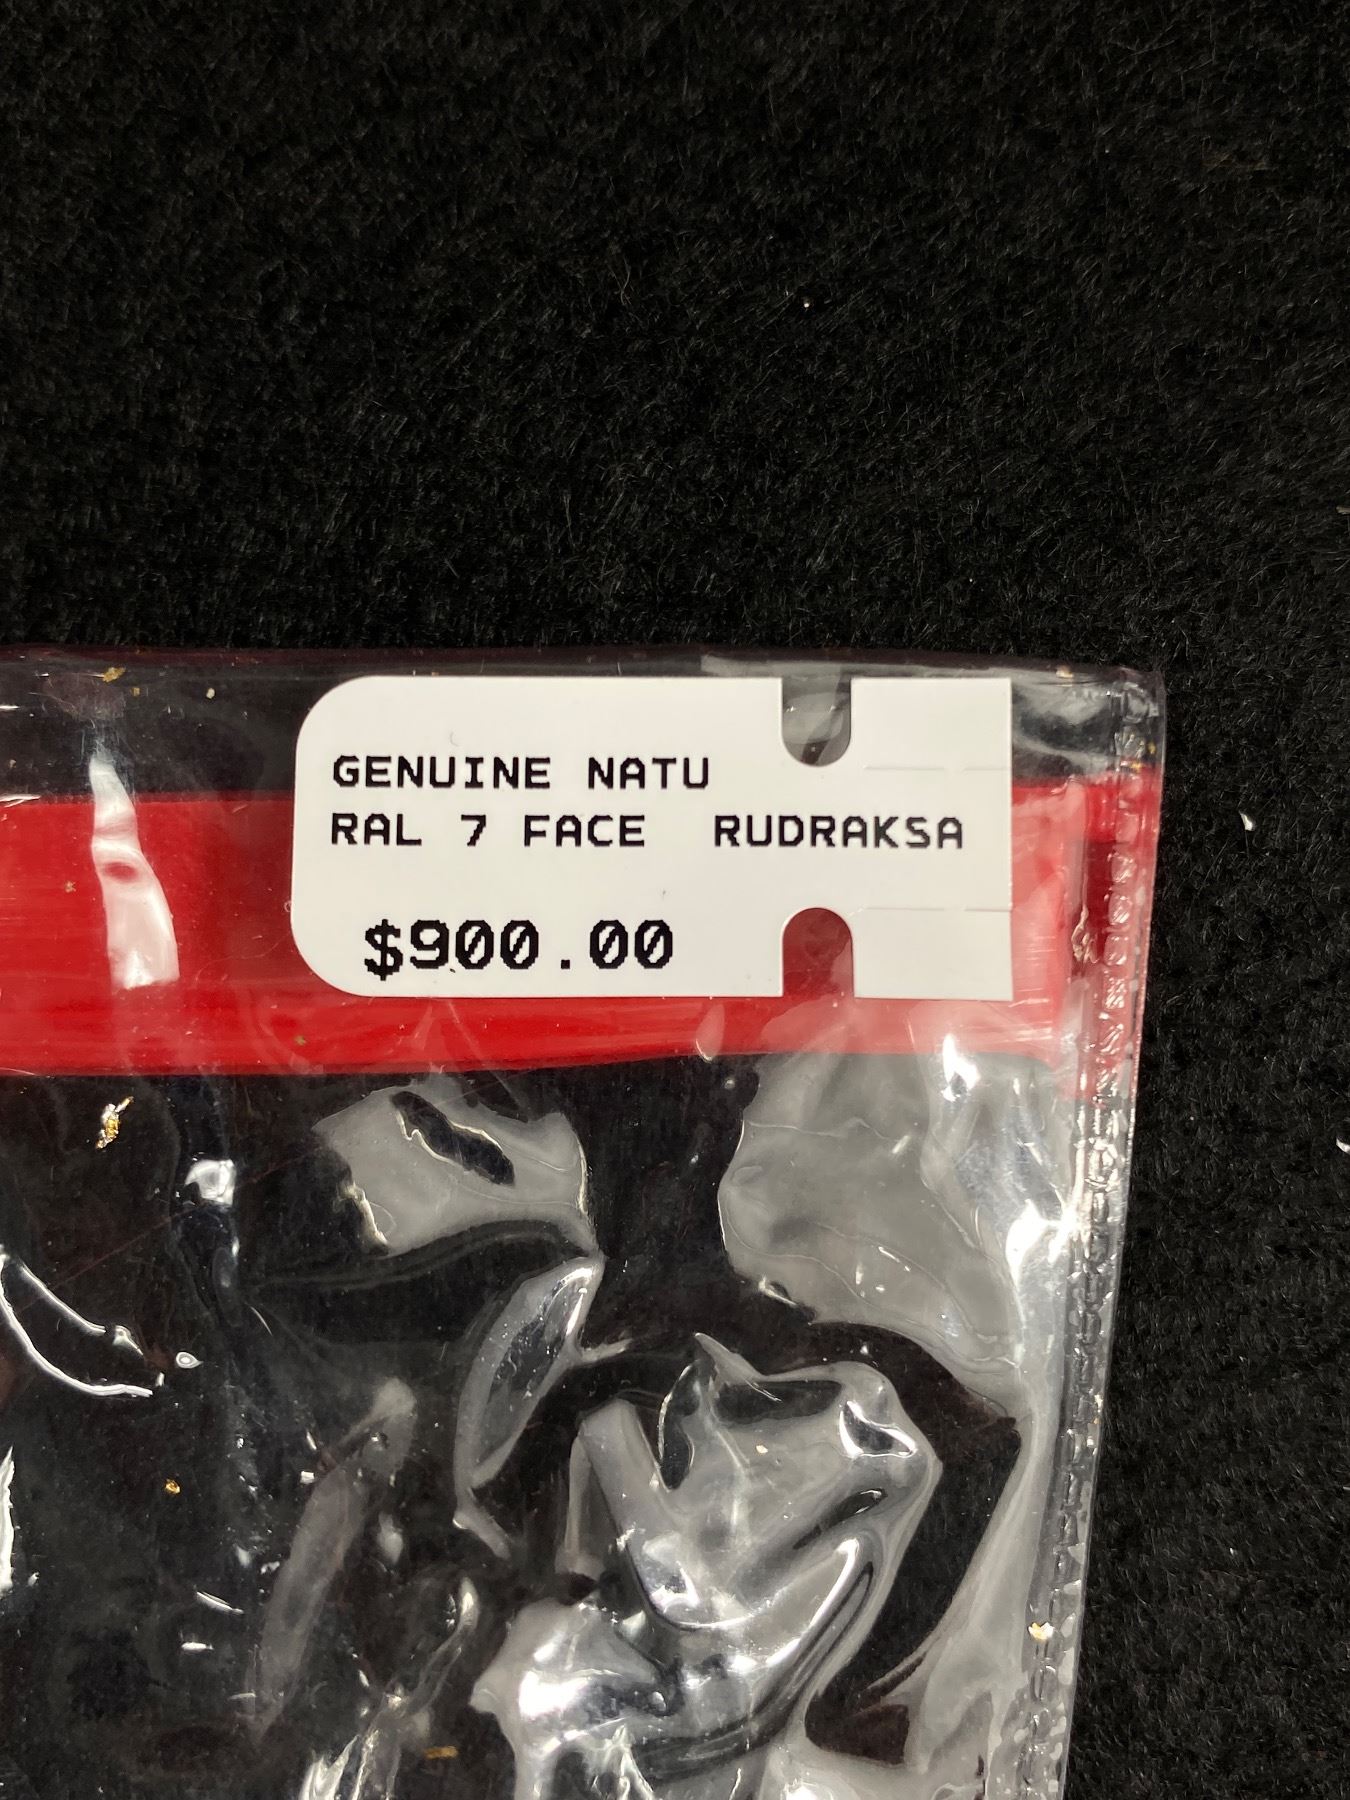 GENUINE NATU
RAL 7 FACE RUDRAKSA
$900.00